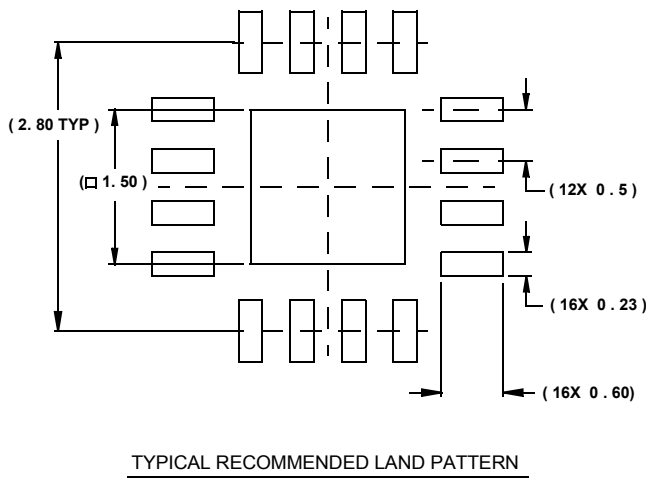 ( 2. 80 TYP )
(□ 1. 50 )
( 12X 0 . 5 )
( 16X 0 . 23 )
( 16X 0 . 60)
TYPICAL RECOMMENDED LAND PATTERN